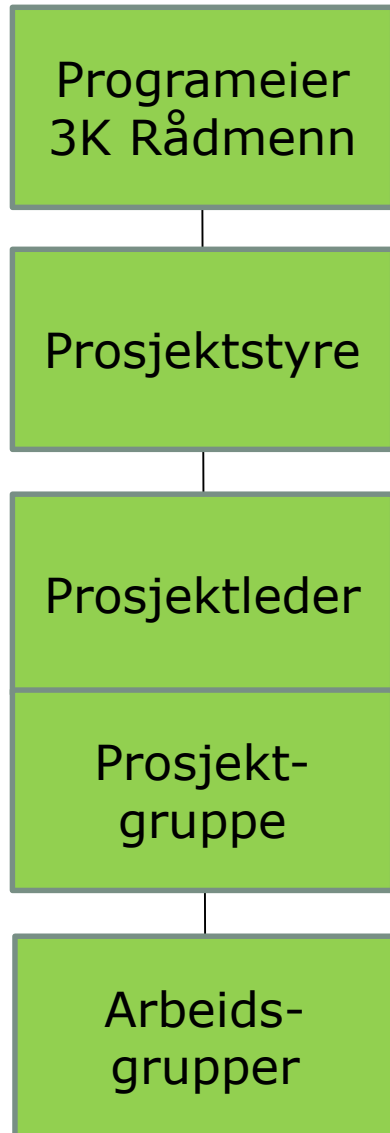 Programeier
3K Rådmenn
Prosjektstyre
Prosjektleder
Prosjekt-
gruppe
Arbeids-
grupper